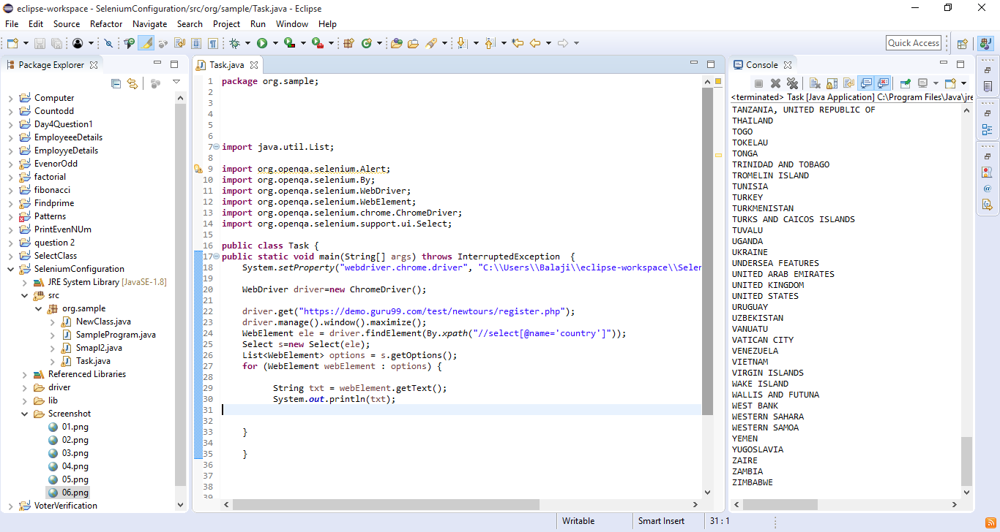 eclipse-workspace - SeleniumConfiguration/src/org/sample/Task.java - Eclipse
File Edit Source Refactor Navigate Search Project Run Window Help
Quick Access
Package Explorer
Computer
Countodd
Day4Question1
EmployeeeDetails
EmployyeDetails
EvenorOdd
factorial
fibonacci
Findprime
Patterns
PrintEvenNUm
question 2
SelectClass
SeleniumConfiguration
JRE System Library [JavaSE-1.8]
src
org.sample
NewClass.java
SampleProgram.java
Smapl2.java
Task.java
Referenced Libraries
driver
lib
Screenshot
01.png
02.png
03.png
04.png
05.png
06.png
VoterVerification
Task.java
1 package org.sample;
2
3
4
5
6
7 import java.util.List;
8
9 import org.openqa.selenium.Alert;
10 import org.openqa.selenium.By;
11 import org.openqa.selenium.WebDriver;
12 import org.openqa.selenium.WebElement;
13 import org.openqa.selenium.chrome.ChromeDriver;
14 import org.openqa.selenium.support.ui.Select;
15
16 public class Task {
17 public static void main(String[] args) throws InterruptedException  {
18 System.setProperty("webdriver.chrome.driver", "C:\\Users\\Balaji\\eclipse-workspace\\Selen
19
20 WebDriver driver=new ChromeDriver();
21
22 driver.get("https://demo.guru99.com/test/newtours/register.php");
23 driver.manage().window().maximize();
24 WebElement ele = driver.findElement(By.xpath("//select[@name='country']"));
25 Select s=new Select(ele);
26 List<WebElement> options = s.getOptions();
27 for (WebElement webElement : options) {
28
29 String txt = webElement.getText();
30 System.out.println(txt);
31
32
33 }
34
35 }
36
37
38
39
Console
<terminated> Task [Java Application] C:\Program Files\Java\jre
TANZANIA, UNITED REPUBLIC OF
THAILAND
TOGO
TOKELAU
TONGA
TRINIDAD AND TOBAGO
TROMELIN ISLAND
TUNISIA
TURKEY
TURKMENISTAN
TURKS AND CAICOS ISLANDS
TUVALU
UGANDA
UKRAINE
UNDERSEA FEATURES
UNITED ARAB EMIRATES
UNITED KINGDOM
UNITED STATES
URUGUAY
UZBEKISTAN
VANUATU
VATICAN CITY
VENEZUELA
VIETNAM
VIRGIN ISLANDS
WAKE ISLAND
WALLIS AND FUTUNA
WEST BANK
WESTERN SAHARA
WESTERN SAMOA
YEMEN
YUGOSLAVIA
ZAIRE
ZAMBIA
ZIMBABWE
Writable Smart Insert 31 : 1